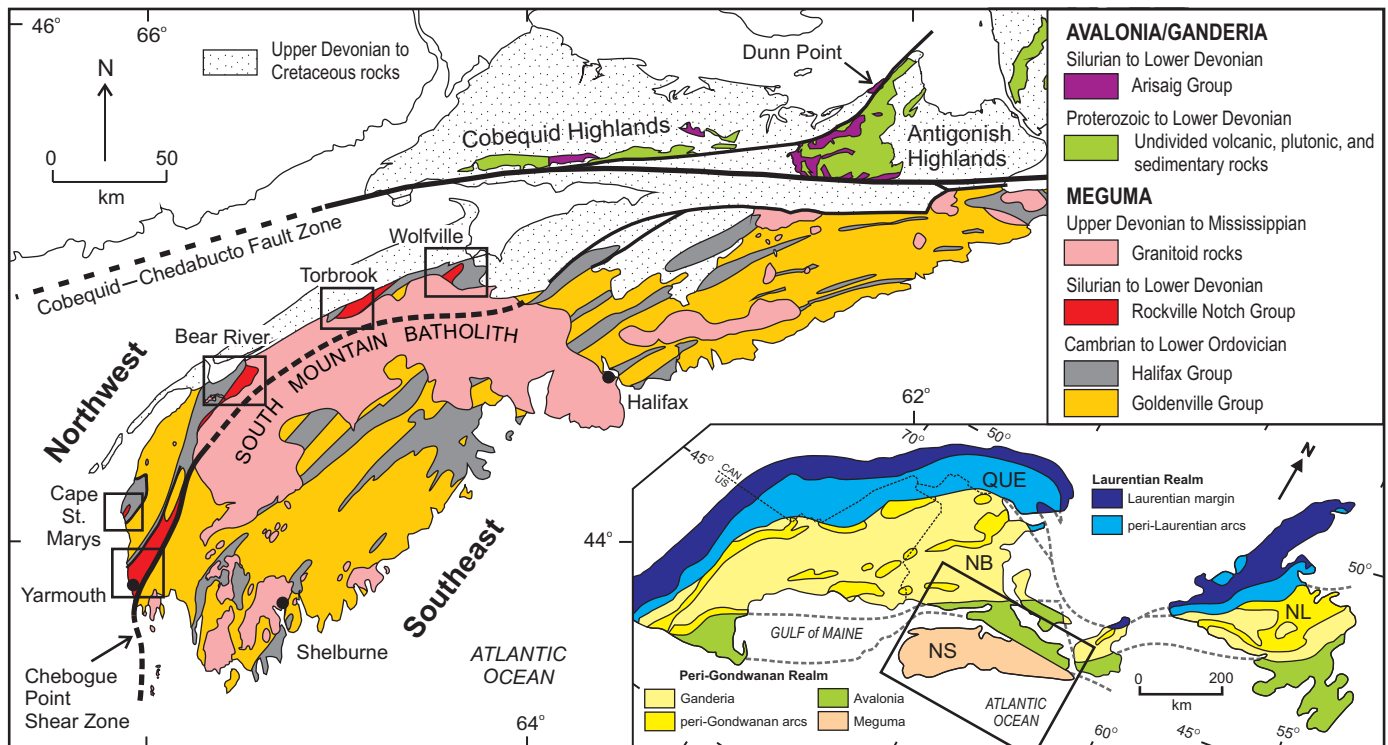 46°
66°
N
0 50
km
Upper Devonian to
Cretaceous rocks
Dunn Point
Cobequid Highlands
Antigonish
Highlands
Cobequid–Chedabucto Fault Zone
Wolfville
Torbrook
Bear River
SOUTH MOUNTAIN BATHOLITH
Northwest
Halifax
62°
Cape
St.
Marys
Yarmouth
44°
Southeast
Shelburne
Chebogue
Point
Shear Zone
ATLANTIC
OCEAN
64°
AVALONIA/GANDERIA
Silurian to Lower Devonian
Arisaig Group
Proterozoic to Lower Devonian
Undivided volcanic, plutonic, and
sedimentary rocks
MEGUMA
Upper Devonian to Mississippian
Granitoid rocks
Silurian to Lower Devonian
Rockville Notch Group
Cambrian to Lower Ordovician
Halifax Group
Goldenville Group
70°
50°
45°
CAN
US
QUE
N
Laurentian Realm
Laurentian margin
peri-Laurentian arcs
50°
NB
NL
GULF of MAINE
NS
Peri-Gondwanan Realm
Ganderia
Avalonia
peri-Gondwanan arcs
Meguma
ATLANTIC
OCEAN
0 200
km
60°
45°
55°